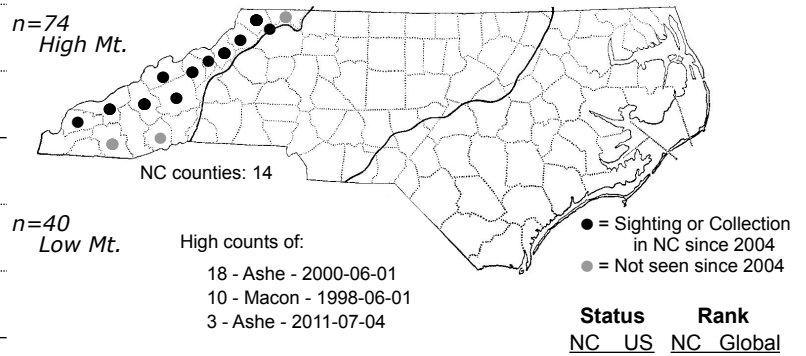 n=74
High Mt.
NC counties: 14
n=40
Low Mt.
High counts of:
18 - Ashe - 2000-06-01
10 - Macon - 1998-06-01
3 - Ashe - 2011-07-04
= Sighting or Collection
in NC since 2004
= Not seen since 2004
Status Rank
NC US NC Global